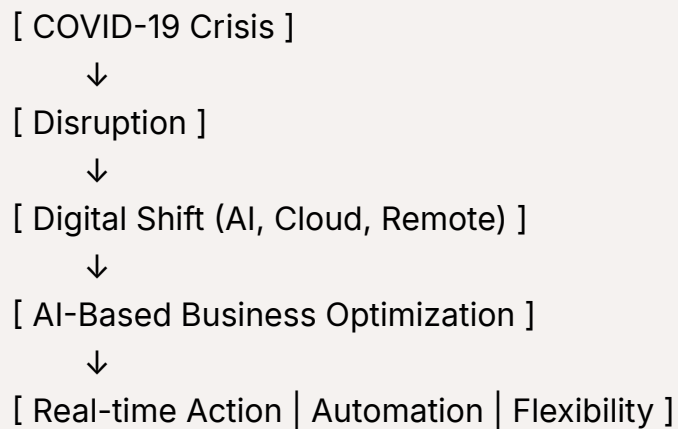 [ COVID-19 Crisis ]
↓
[ Disruption ]
↓
[ Digital Shift (AI, Cloud, Remote) ]
↓
[ AI-Based Business Optimization ]
↓
[ Real-time Action | Automation | Flexibility ]